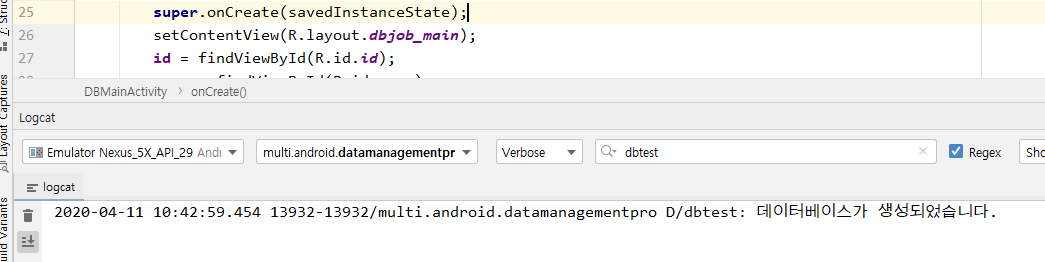 25 super.onCreate(savedInstanceState);
26 setContentView(R.layout.dbjob_main);
27 id = findViewById(R.id.id);
DBMainActivity > onCreate()
Logcat
Emulator Nexus_5X_API_29 Andr multi.android.datamanagementpr Verbose dbtest Regex Sho
logcat
2020-04-11 10:42:59.454 13932-13932/multi.android.datamanagementpro D/dbtest: 데이터베이스가 생성되었습니다.
Z: Struc
Layout Captures
uild Variants